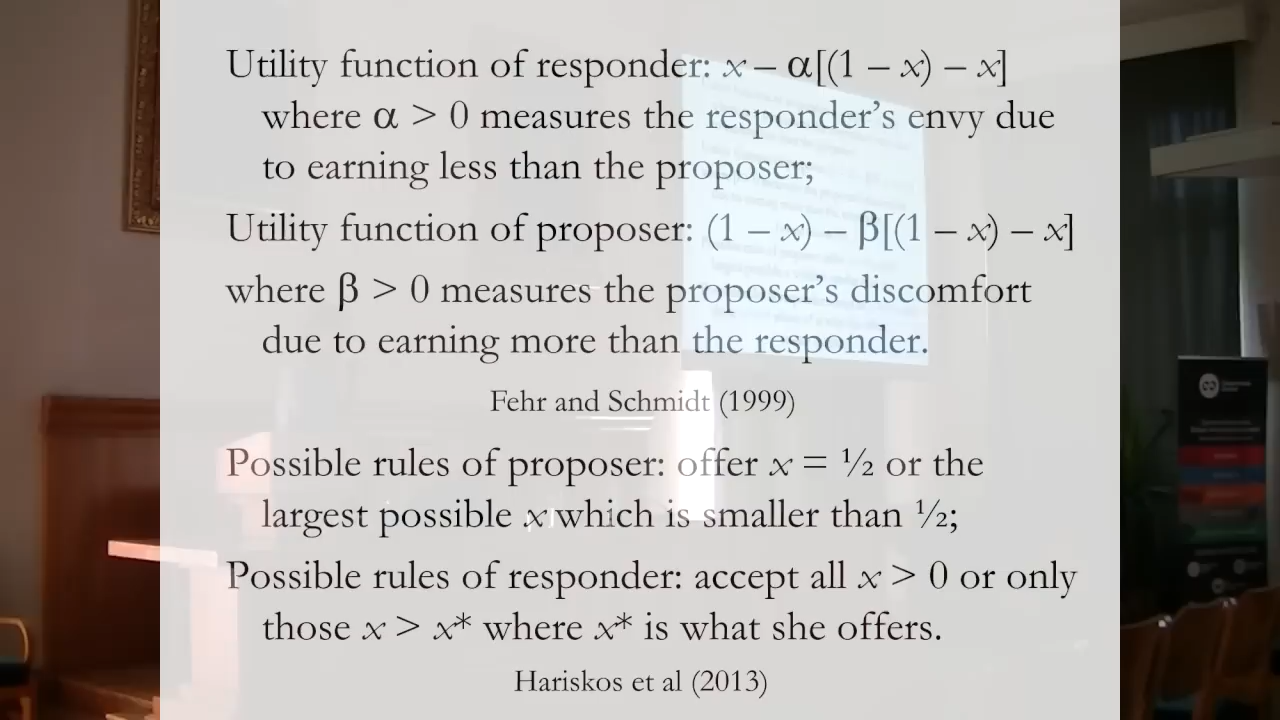 Utility function of responder: x – α[(1 – x) – x]
where α > 0 measures the responder's envy due
to earning less than the proposer;
Utility function of proposer: (1 – x) – β[(1 – x) – x]
where β > 0 measures the proposer's discomfort
due to earning more than the responder.
Fehr and Schmidt (1999)
Possible rules of proposer: offer x = ½ or the
largest possible x which is smaller than ½;
Possible rules of responder: accept all x > 0 or only
those x > x* where x* is what she offers.
Hariskos et al (2013)